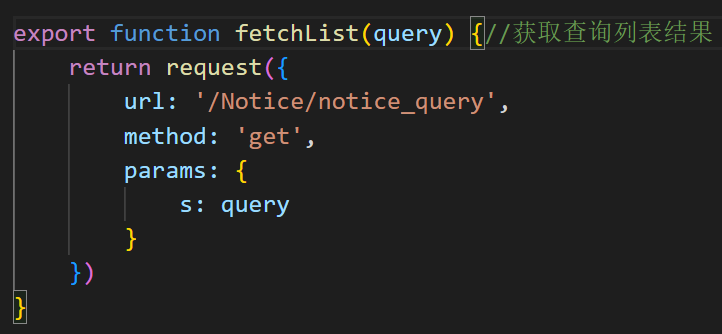 export function fetchList(query) {//获取查询列表结果
    return request({
        url: '/Notice/notice_query',
        method: 'get',
        params: {
            s: query
        }
    })
}